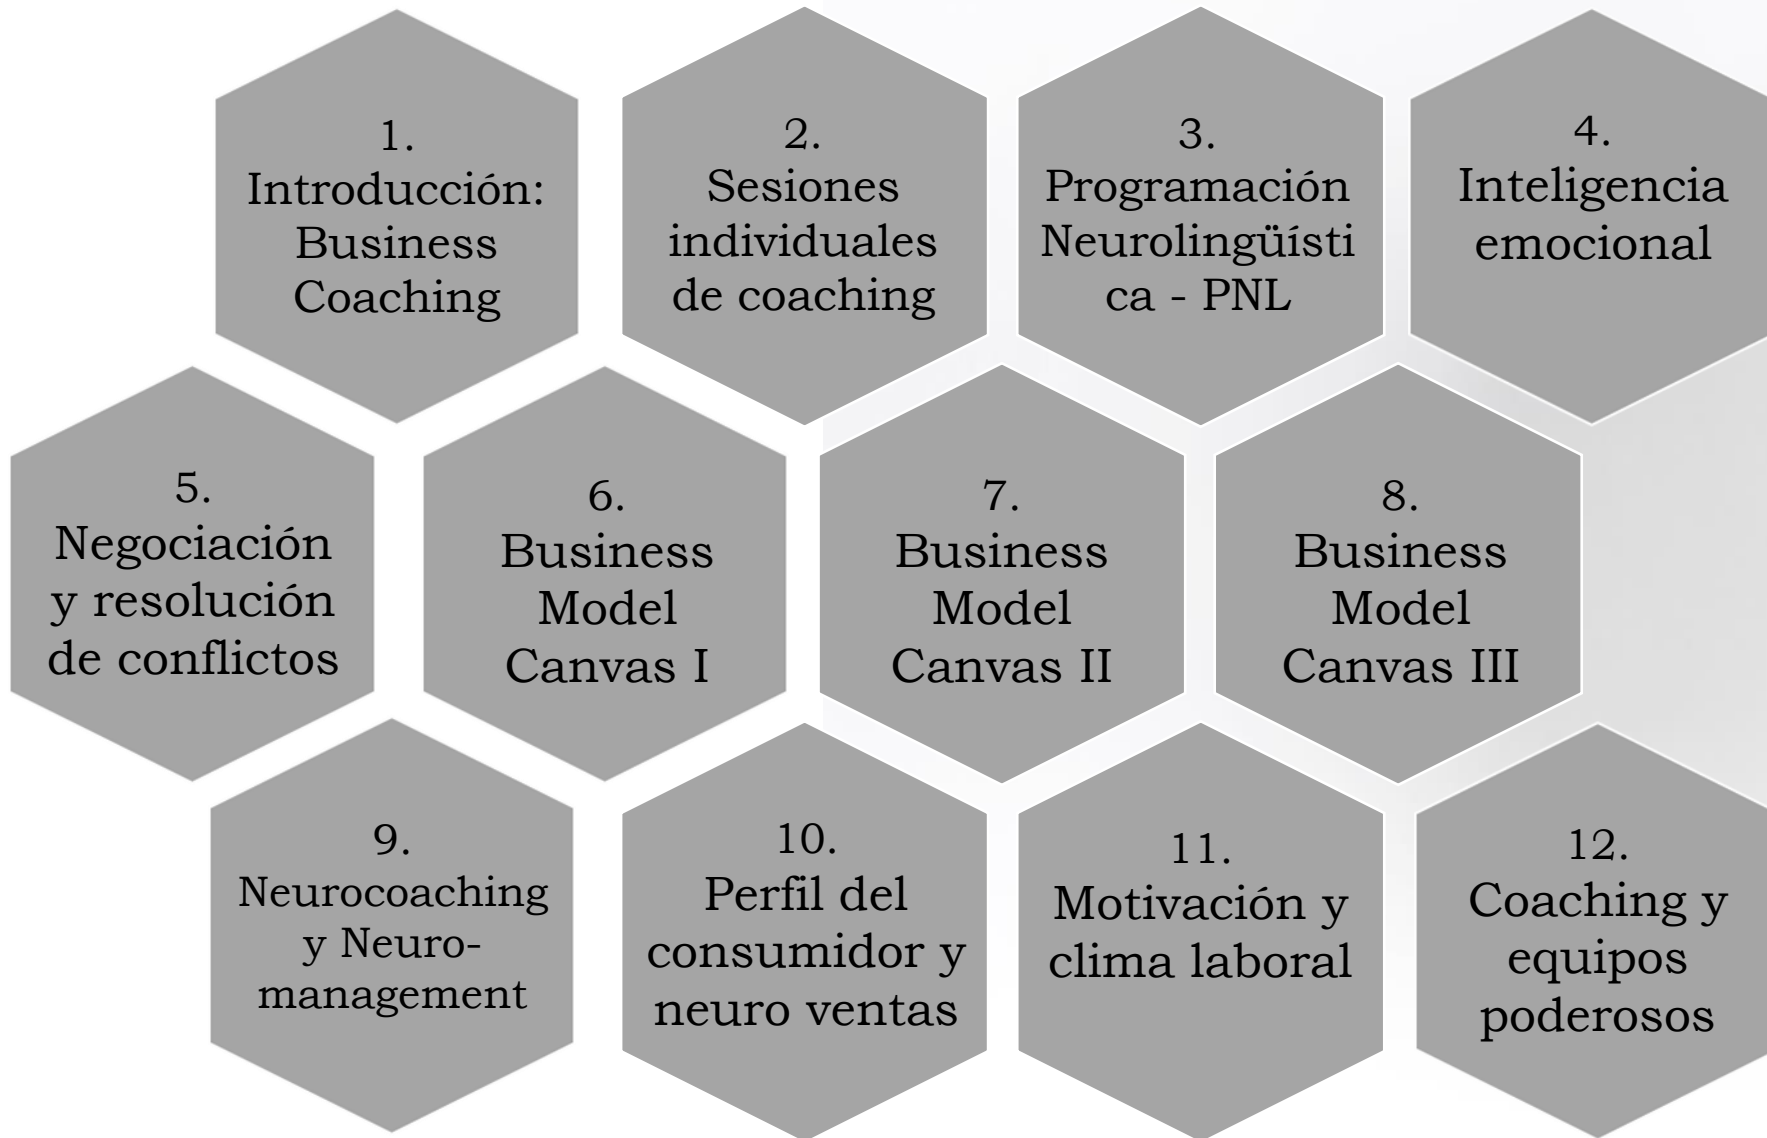 1.
Introducción:
Business
Coaching
2.
Sesiones
individuales
de coaching
3.
Programación
Neurolingüísti
ca - PNL
4.
Inteligencia
emocional
5.
Negociación
y resolución
de conflictos
6.
Business
Model
Canvas I
7.
Business
Model
Canvas II
8.
Business
Model
Canvas III
9.
Neurocoaching
y Neuro-
management
10.
Perfil del
consumidor y
neuro ventas
11.
Motivación y
clima laboral
12.
Coaching y
equipos
poderosos